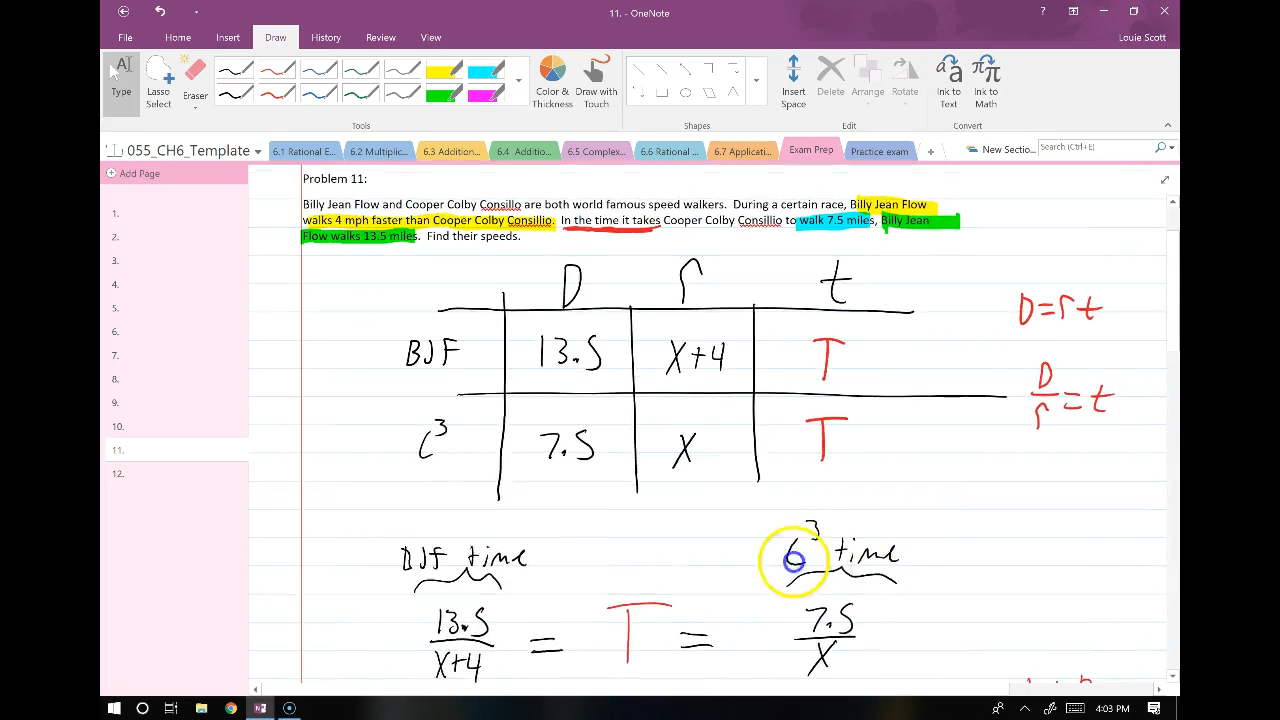 11. - OneNote
File Home Insert Draw History Review View Louie Scott
Type Lasso Select Eraser Color & Thickness Draw with Touch Insert Space Delete Arrange Rotate Ink to Text Ink to Math
Tools Shapes Edit Convert
055_CH6_Template 6.1 Rational E... 6.2 Multiplic... 6.3 Addition... 6.4 Additio... 6.5 Complex... 6.6 Rational ... 6.7 Applicati... Exam Prep Practice exam + New Sectio... Search (Ctrl+E)
Add Page
1.
2.
3.
4.
5.
6.
7.
8.
9.
10.
11.
12.
Problem 11:
Billy Jean Flow and Cooper Colby Consillo are both world famous speed walkers. During a certain race, Billy Jean Flow
walks 4 mph faster than Cooper Colby Consillio. In the time it takes Cooper Colby Consillio to walk 7.5 miles, Billy Jean
Flow walks 13.5 miles. Find their speeds.
D r t
BJF 13.5 x+4 T
C³ 7.5 x T
D=rt
D/r = t
BJF time C³ time
13.5/x+4 = T = 7.5/x
4:03 PM